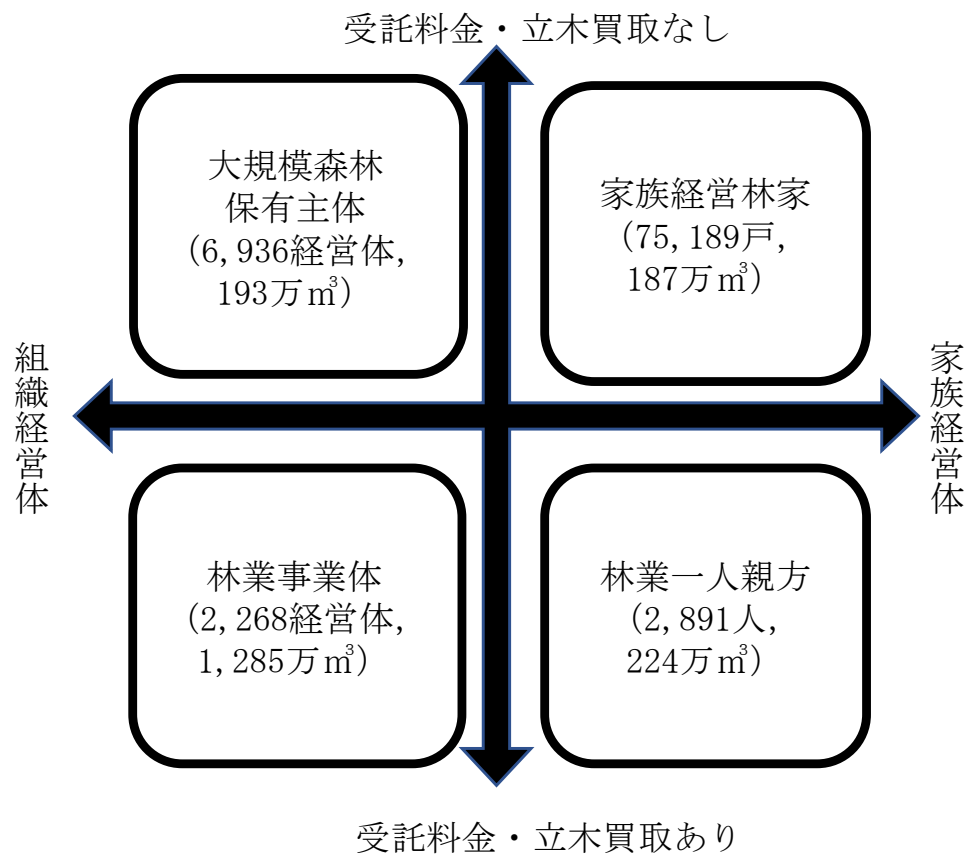 受託料金・立木買取なし
大規模森林
保有主体
(6,936経営体,
193万㎥)
家族経営林家
(75,189戸,
187万㎥)
組織経営体
家族経営体
林業事業体
(2,268経営体,
1,285万㎥)
林業一人親方
(2,891人,
224万㎥)
受託料金・立木買取あり